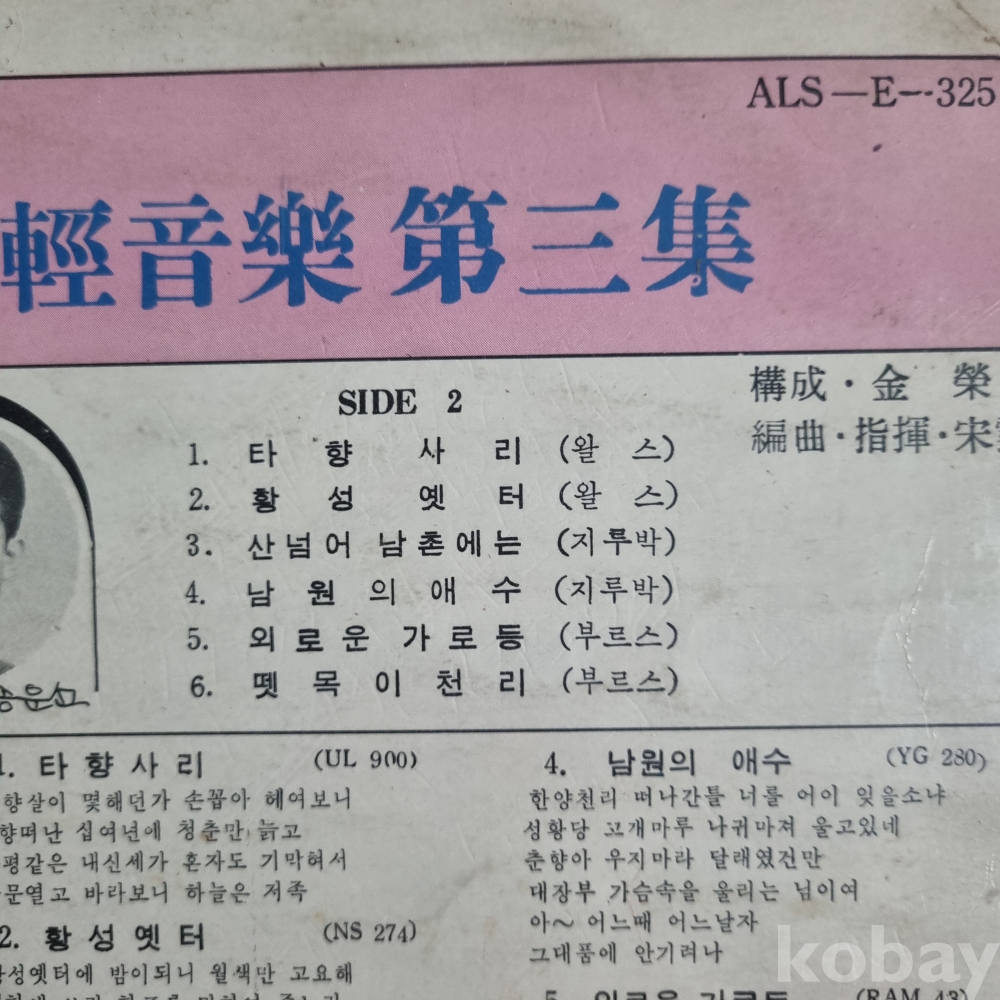 ALS—E—325
輕音樂 第三集
構成・金 榮
編曲・指揮・宋
SIDE 2
1. 타향사리 (왈스)
2. 황성옛터 (왈스)
3. 산넘어 남촌에는 (지루박)
4. 남원의애수 (지루박)
5. 외로운 가로등 (부르스)
6. 뗏목이천리 (부르스)
1. 타향사리 (UL 900)
향살이 몇해던가 손꼽아 헤여보니
향떠난 십여년에 청춘만 늙고
평같은 내신세가 혼자도 기막혀서
문열고 바라보니 하늘은 저쪽
2. 황성옛터 (NS 274)
황성옛터에 밤이되니 월색만 고요해
4. 남원의 애수 (YG 280)
한양천리 떠나간들 너를 어이 잊을소냐
성황당 고개마루 나귀마져 울고있네
춘향아 우지마라 달래였건만
대장부 가슴속을 울리는 님이여
아~ 어느때 어느날자
그대품에 안기려나
5. 외로운 가로등 (RAM 43)
kobay